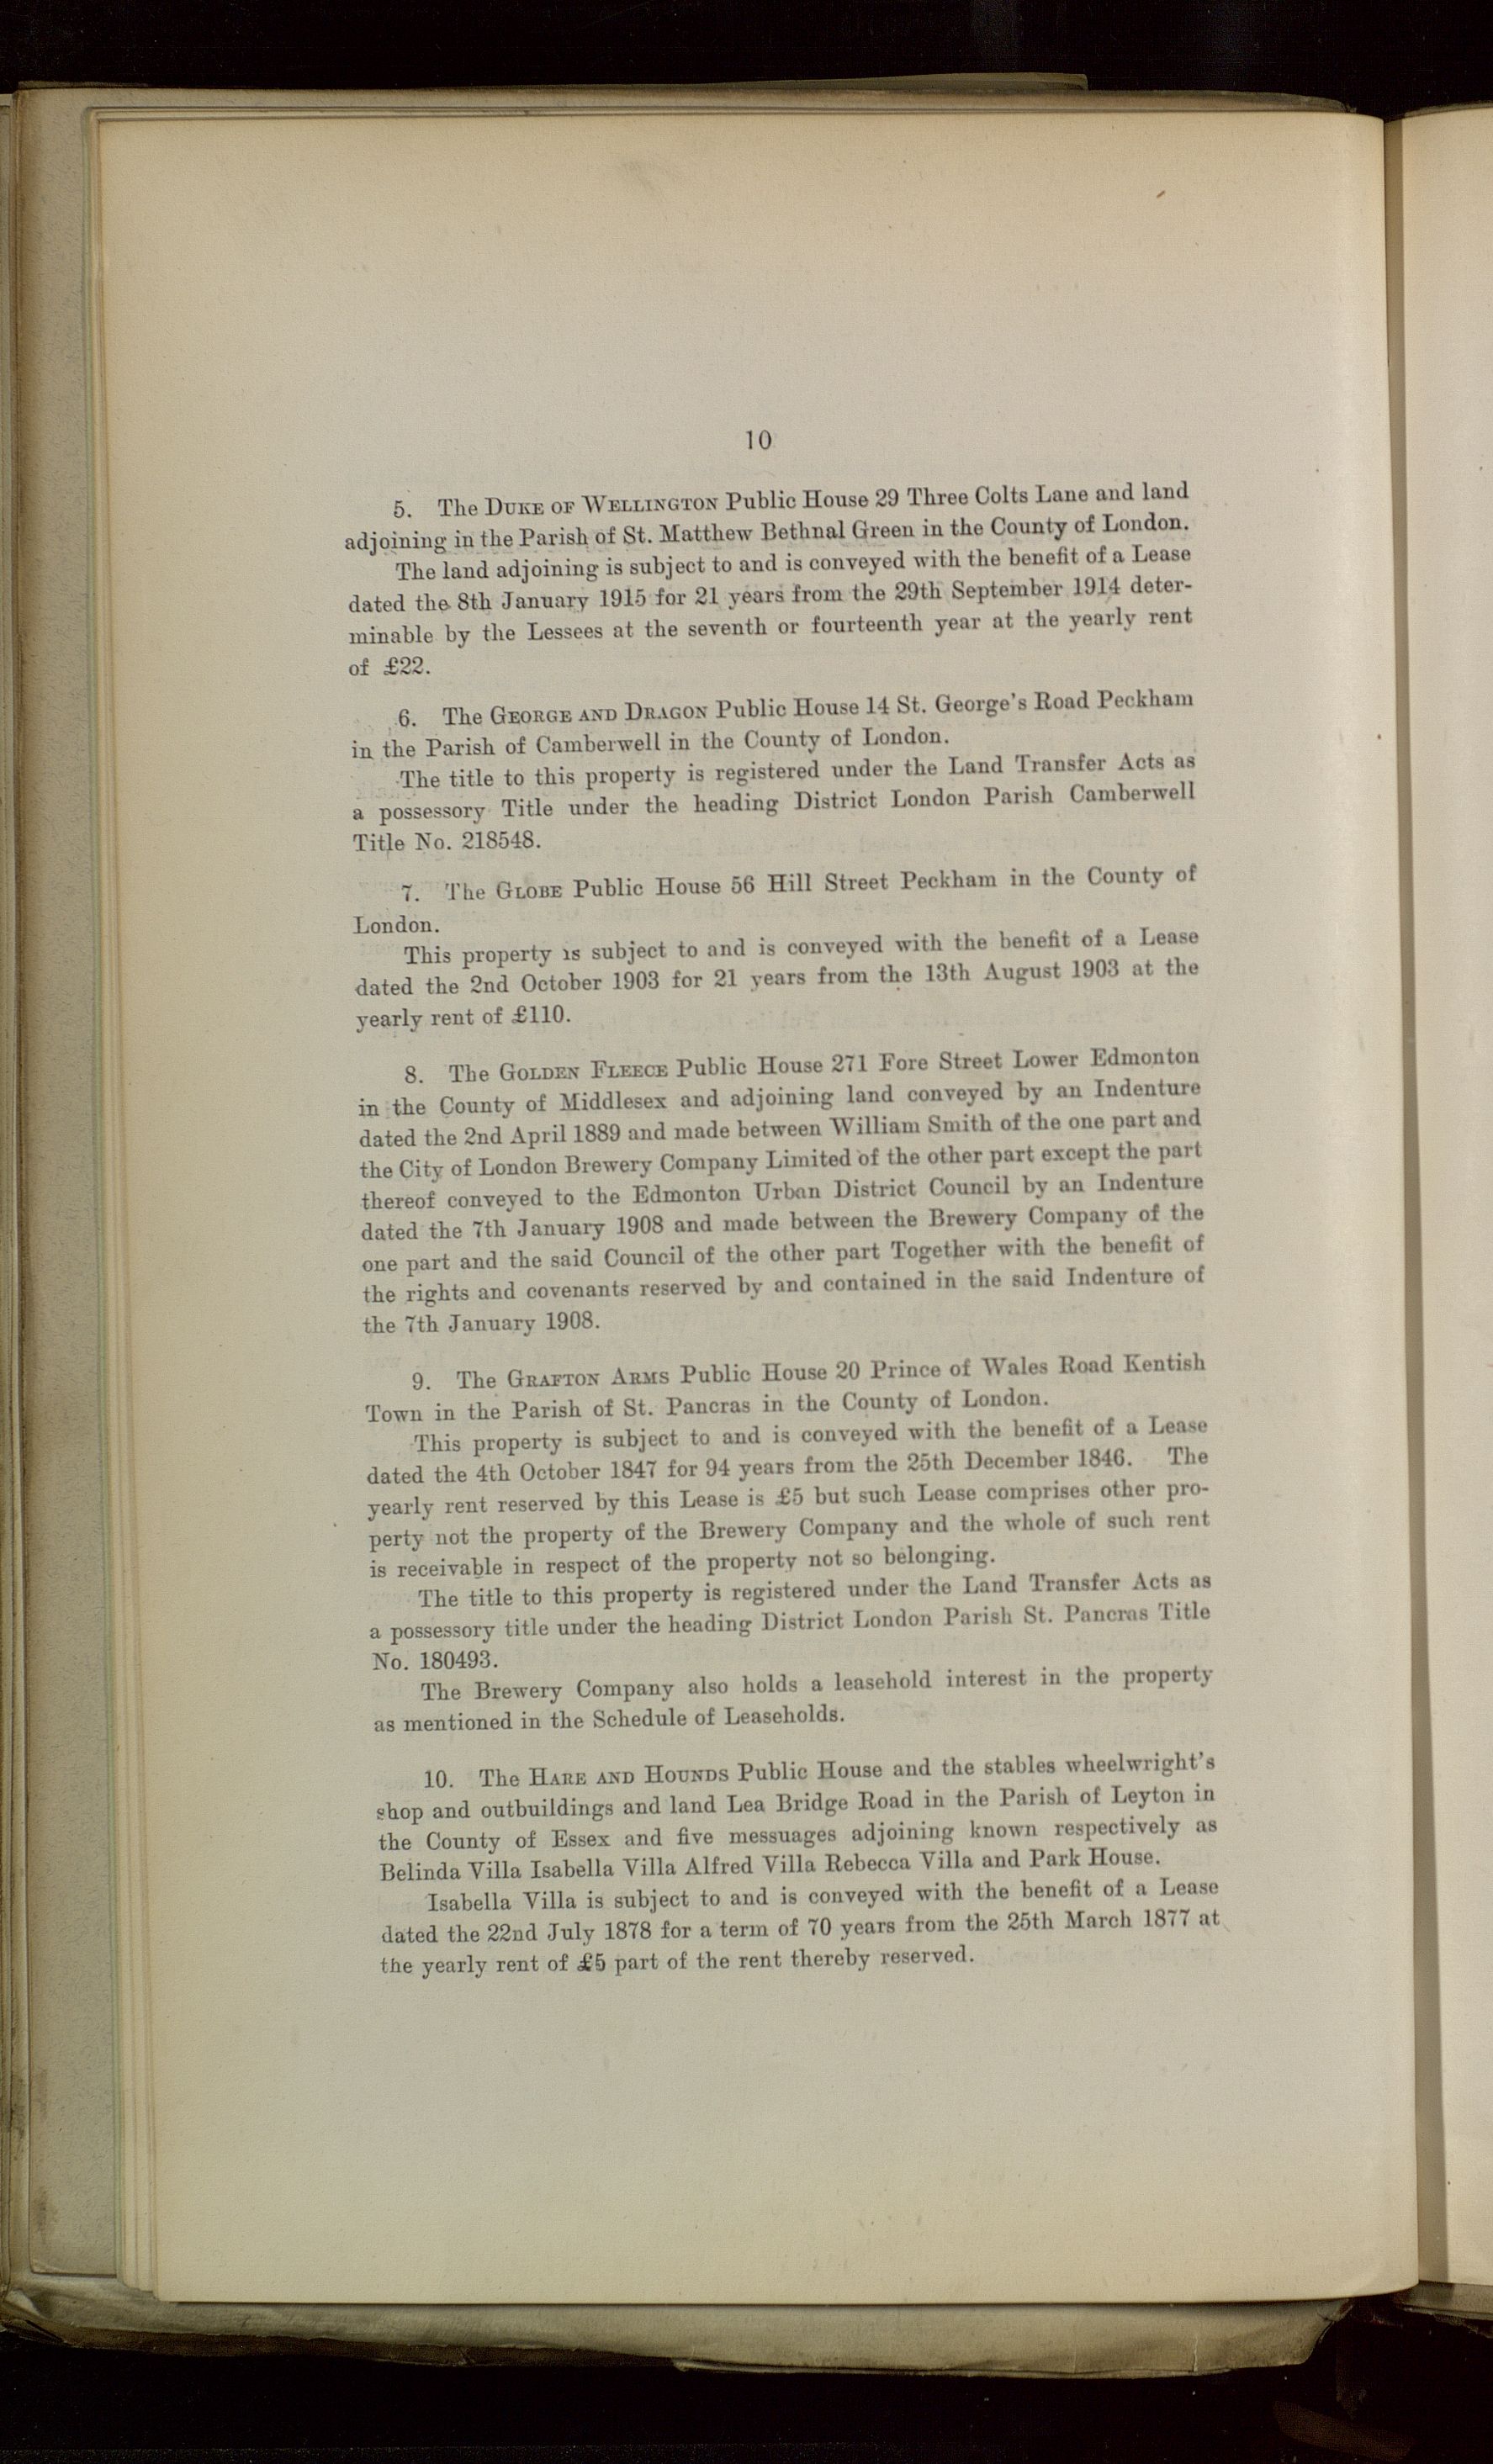 10
5. The DUKE OF WELLINGTON Public House 29 Three Colts Lane and land
adjoining in the Parish of St. Matthew Bethnal Green in the County of London.
The land adjoining is subject to and is conveyed with the benefit of a Lease
dated the 8th January 1915 for 21 years from the 29th September 1914 deter-
minable by the Lessees at the seventh or fourteenth year at the yearly rent
of £22.
6. The GEORGE AND DRAGON Public House 14 St. George's Road Peckham
in the Parish of Camberwell in the County of London.
The title to this property is registered under the Land Transfer Acts as
a possessory Title under the heading District London Parish Camberwell
Title No. 218548.
7. The GLOBE Public House 56 Hill Street Peckham in the County of
London.
This property is subject to and is conveyed with the benefit of a Lease
dated the 2nd October 1903 for 21 years from the 13th August 1903 at the
yearly rent of £110.
8. The GOLDEN FLEECE Public House 271 Fore Street Lower Edmonton
in the County of Middlesex and adjoining land conveyed by an Indenture
dated the 2nd April 1889 and made between William Smith of the one part and
the City of London Brewery Company Limited of the other part except the part
thereof conveyed to the Edmonton Urban District Council by an Indenture
dated the 7th January 1908 and made between the Brewery Company of the
one part and the said Council of the other part Together with the benefit of
the rights and covenants reserved by and contained in the said Indenture of
the 7th January 1908.
9. The GRAFTON ARMS Public House 20 Prince of Wales Road Kentish
Town in the Parish of St. Pancras in the County of London.
This property is subject to and is conveyed with the benefit of a Lease
dated the 4th October 1847 for 94 years from the 25th December 1846. The
yearly rent reserved by this Lease is £5 but such Lease comprises other pro-
perty not the property of the Brewery Company and the whole of such rent
is receivable in respect of the property not so belonging.
The title to this property is registered under the Land Transfer Acts as
a possessory title under the heading District London Parish St. Pancras Title
No. 180493.
The Brewery Company also holds a leasehold interest in the property
as mentioned in the Schedule of Leaseholds.
10. The HARE AND HOUNDS Public House and the stables wheelwright's
shop and outbuildings and land Lea Bridge Road in the Parish of Leyton in
the County of Essex and five messuages adjoining known respectively as
Belinda Villa Isabella Villa Alfred Villa Rebecca Villa and Park House.
Isabella Villa is subject to and is conveyed with the benefit of a Lease
dated the 22nd July 1878 for a term of 70 years from the 25th March 1877 at
the yearly rent of £5 part of the rent thereby reserved.